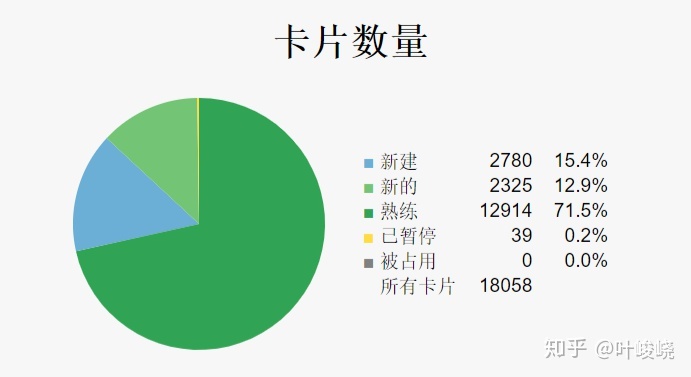 卡片数量
新建 2780 15.4%
新的 2325 12.9%
熟练 12914 71.5%
已暂停 39 0.2%
被占用 0 0.0%
所有卡片 18058
知乎 @叶峻峣